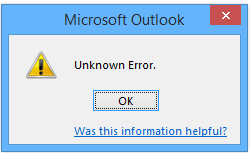 Microsoft Outlook
Unknown Error.
OK
Was this information helpful?